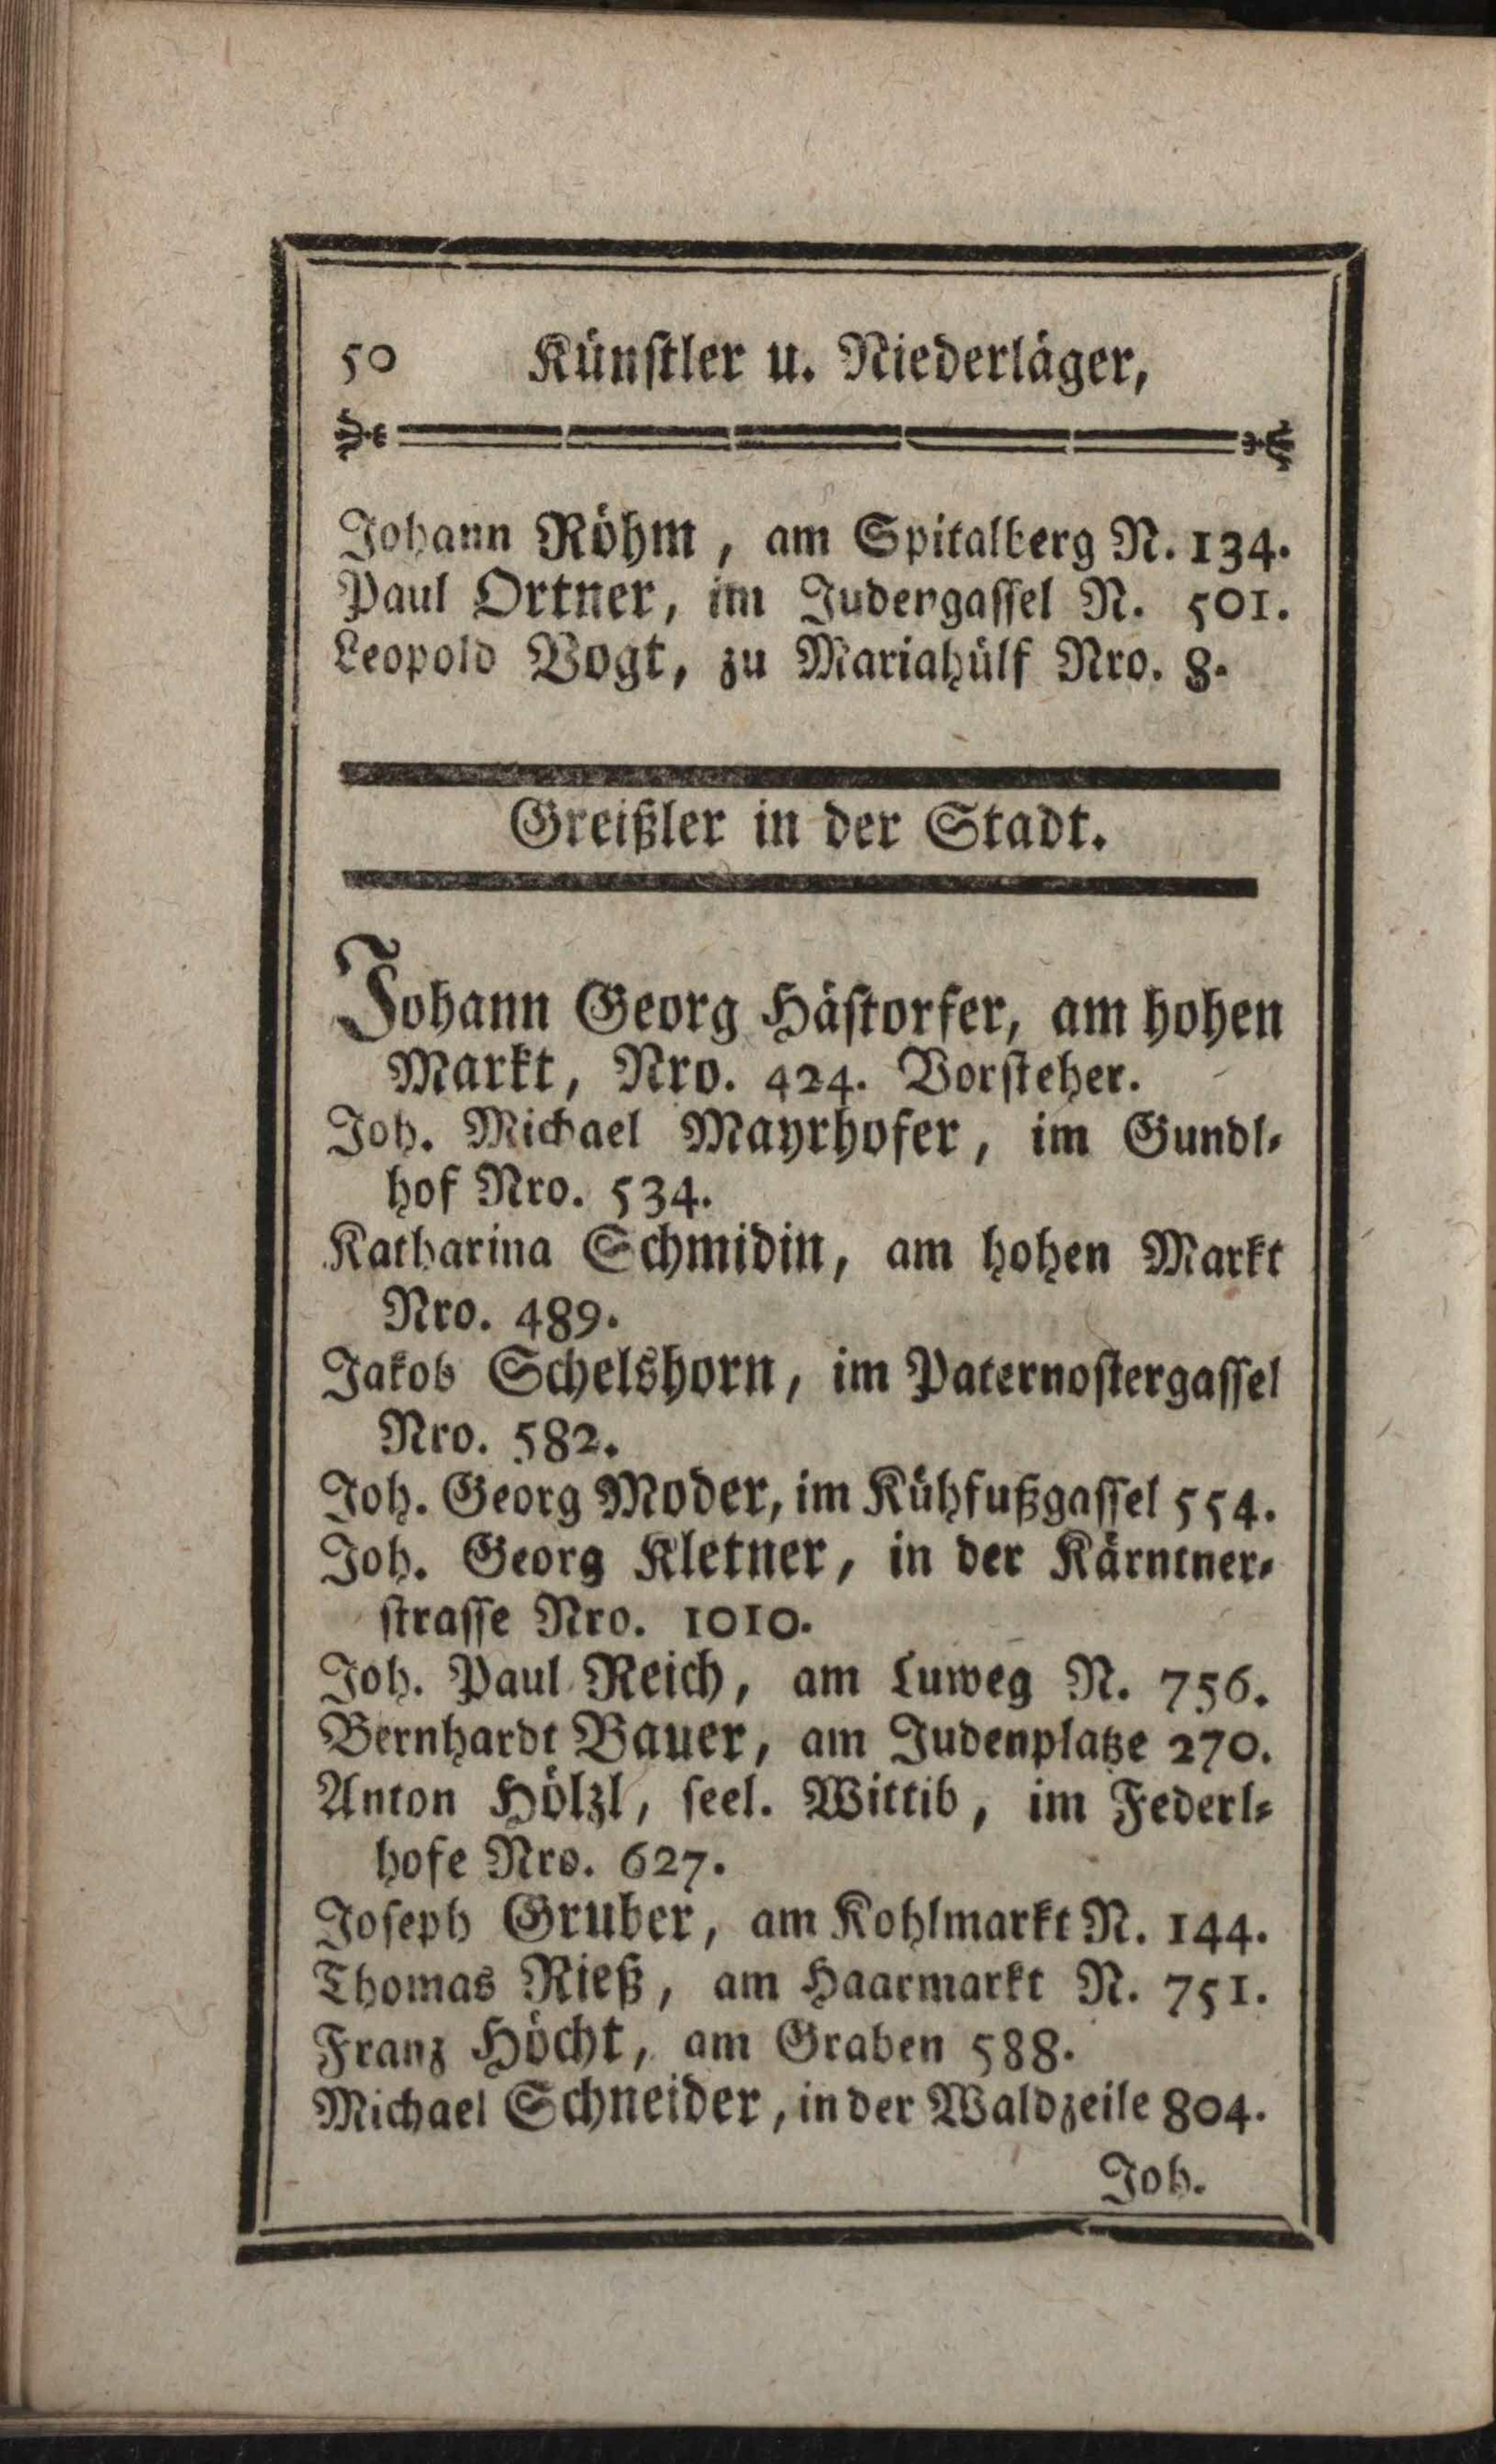 50 Künstler u. Niederläger,
Johann Röhm, am Spitalberg N. 134.
Paul Ortner, im Judengassel N. 501.
Leopold Vogt, zu Mariahülf Nro. 8.
Greißler in der Stadt.
Johann Georg Hästorfer, am hohen
Markt, Nro. 424. Vorsteher.
Joh. Michael Mayrhofer, im Gundl-
hof Nro. 534.
Katharina Schmidin, am hohen Markt
Nro. 489.
Jakob Schelshorn, im Paternostergassel
Nro. 582.
Joh. Georg Moder, im Kühfußgassel 554.
Joh. Georg Kletner, in der Kärntner-
strasse Nro. 1010.
Joh. Paul Reich, am Luweg N. 756.
Bernhardt Bauer, am Judenplatze 270.
Anton Hölzl, seel. Wittib, im Federl-
hofe Nro. 627.
Joseph Gruber, am Kohlmarkt N. 144.
Thomas Rieß, am Haarmarkt N. 751.
Franz Höcht, am Graben 588.
Michael Schneider, in der Waldzeile 804.
Joh.